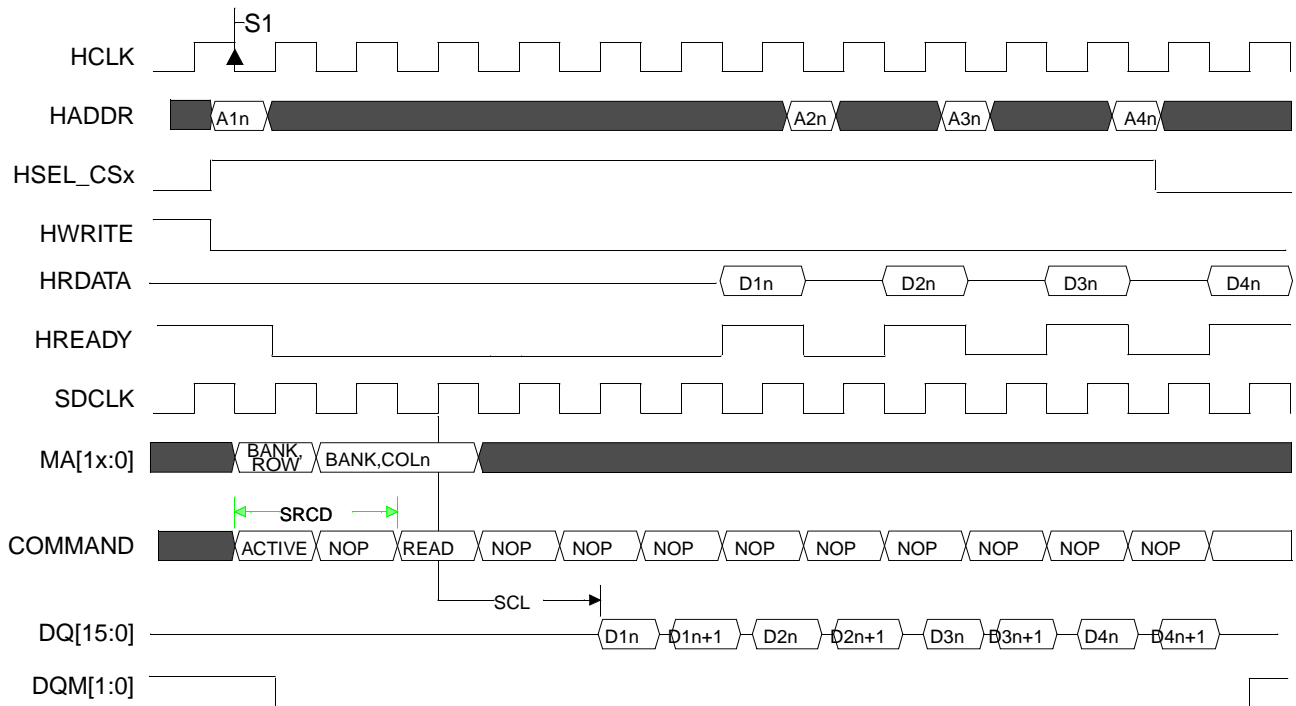 S1
HCLK
HADDR A1n A2n A3n A4n
HSEL_CSx
HWRITE
HRDATA D1n D2n D3n D4n
HREADY
SDCLK
MA[1x:0] BANK, ROW BANK,COLn
SRCD
COMMAND ACTIVE NOP READ NOP NOP NOP NOP NOP NOP NOP NOP NOP
SCL
DQ[15:0] D1n D1n+1 D2n D2n+1 D3n D3n+1 D4n D4n+1
DQM[1:0]